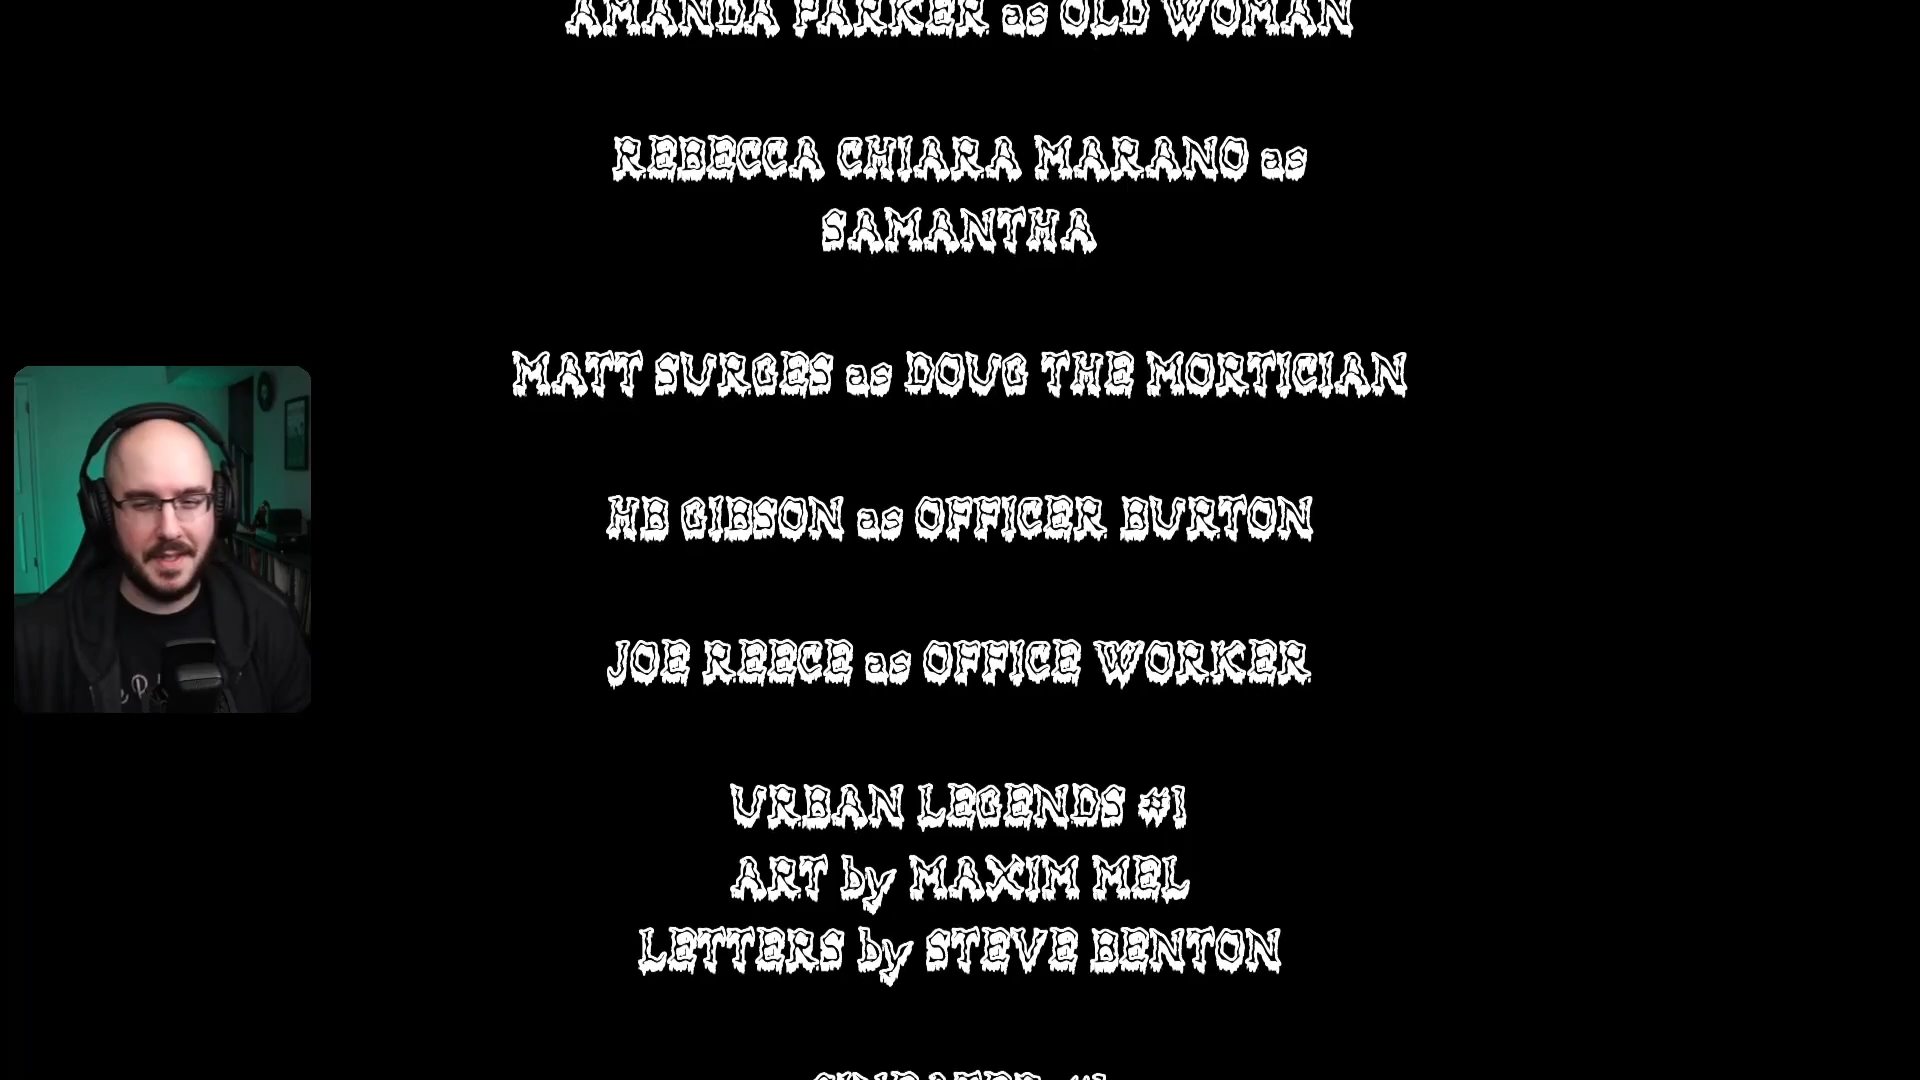 AMANDA PARKER as OLD WOMAN
REBECCA CHIARA MARANO as
SAMANTHA
MATT SURGES as DOUG THE MORTICIAN
HB GIBSON as OFFICER BURTON
JOE REECE as OFFICE WORKER
URBAN LEGENDS #1
ART by MAXIM MEL
LETTERS by STEVE BENTON